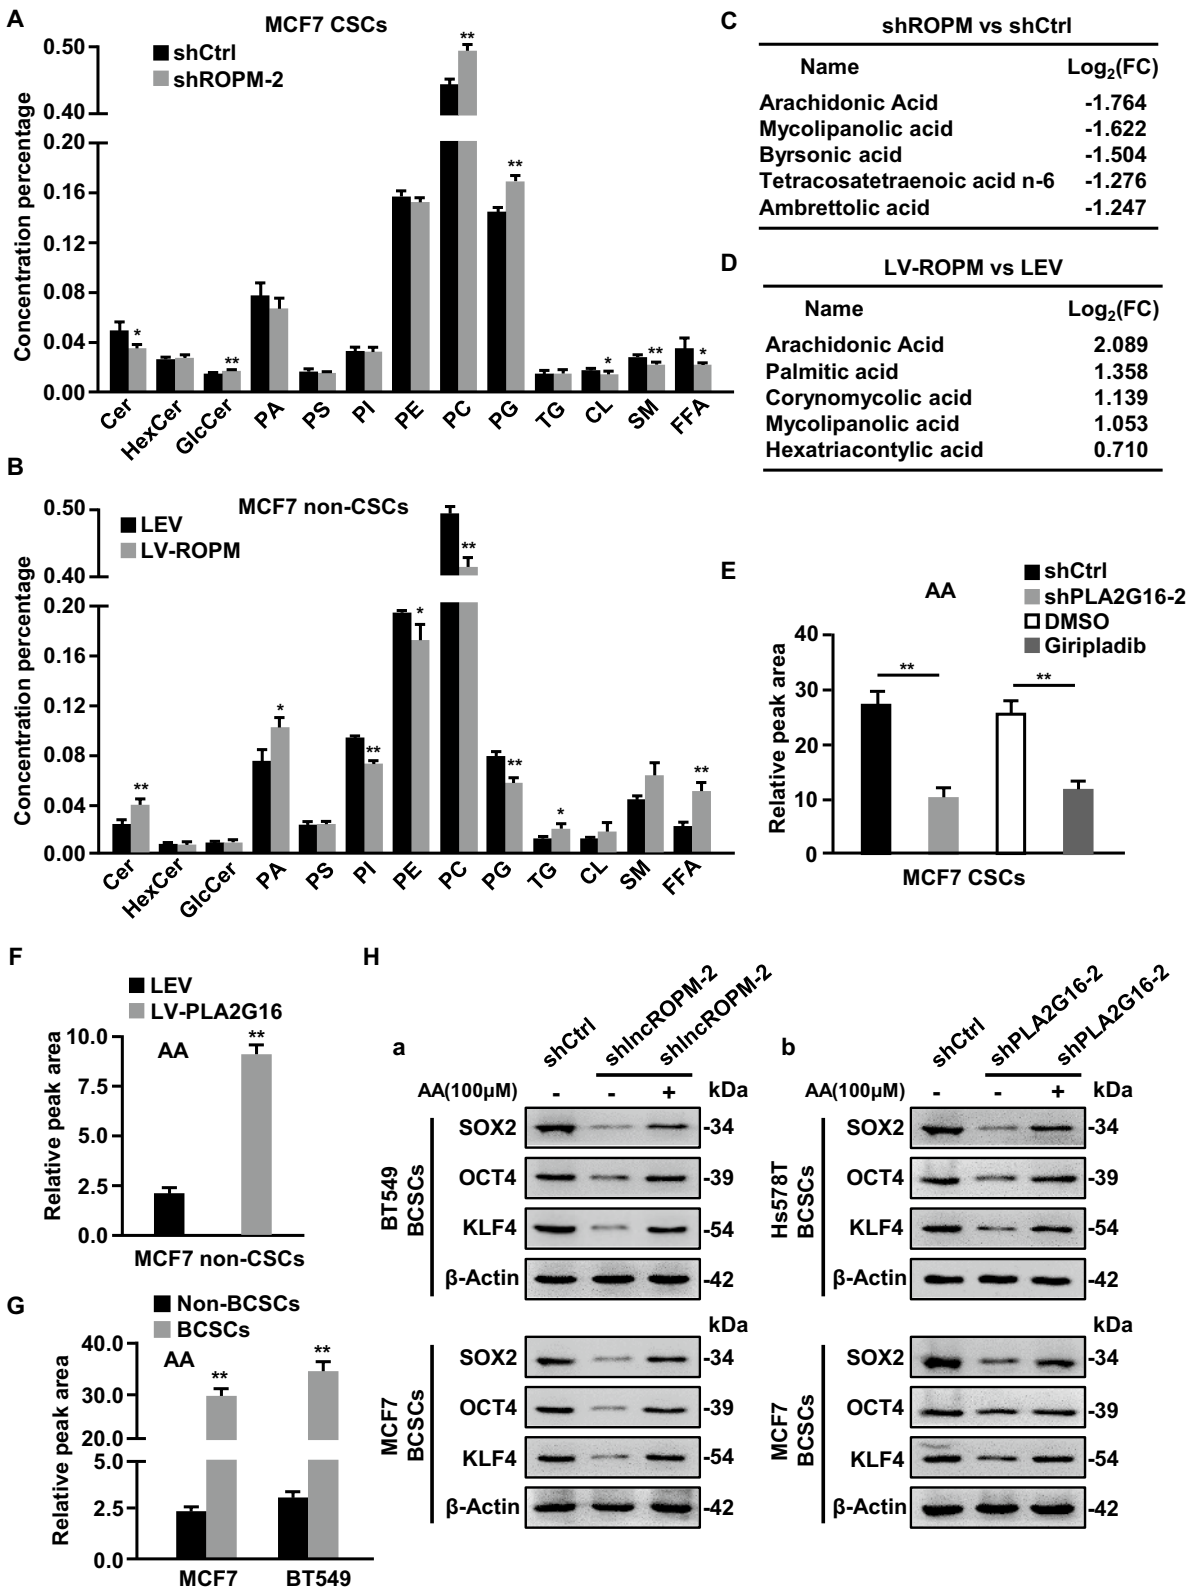 A
MCF7 CSCs
shCtrl
shROPM-2
Concentration percentage
0.50
0.40
0.20
0.16
0.12
0.08
0.04
0.00
** 
**
* ** * ** *
Cer HexCer GlcCer PA PS PI PE PC PG TG CL SM FFA
B
MCF7 non-CSCs
LEV
LV-ROPM
Concentration percentage
0.50
0.40
0.20
0.16
0.12
0.08
0.04
0.00
** * ** * ** ** * **
Cer HexCer GlcCer PA PS PI PE PC PG TG CL SM FFA
C
shROPM vs shCtrl
Name Log2(FC)
Arachidonic Acid -1.764
Mycolipanolic acid -1.622
Byrsonic acid -1.504
Tetracosatetraenoic acid n-6 -1.276
Ambrettolic acid -1.247
D
LV-ROPM vs LEV
Name Log2(FC)
Arachidonic Acid 2.089
Palmitic acid 1.358
Corynomycolic acid 1.139
Mycolipanolic acid 1.053
Hexatriacontylic acid 0.710
E
AA
shCtrl
shPLA2G16-2
DMSO
Giripladib
Relative peak area
40
30
20
10
0
** **
MCF7 CSCs
F
LEV
LV-PLA2G16
AA
**
Relative peak area
10.0
7.5
5.0
2.5
0.0
MCF7 non-CSCs
G
Non-BCSCs
BCSCs
AA
** **
Relative peak area
40.0
30.0
20.0
5.0
2.5
0.0
MCF7 BT549
H
a
shCtrl shlncROPM-2 shlncROPM-2
AA(100μM) - - + kDa
BT549 BCSCs
SOX2 -34
OCT4 -39
KLF4 -54
β-Actin -42
kDa
MCF7 BCSCs
SOX2 -34
OCT4 -39
KLF4 -54
β-Actin -42
b
shCtrl shPLA2G16-2 shPLA2G16-2
AA(100μM) - - + kDa
Hs578T BCSCs
SOX2 -34
OCT4 -39
KLF4 -54
β-Actin -42
kDa
MCF7 BCSCs
SOX2 -34
OCT4 -39
KLF4 -54
β-Actin -42